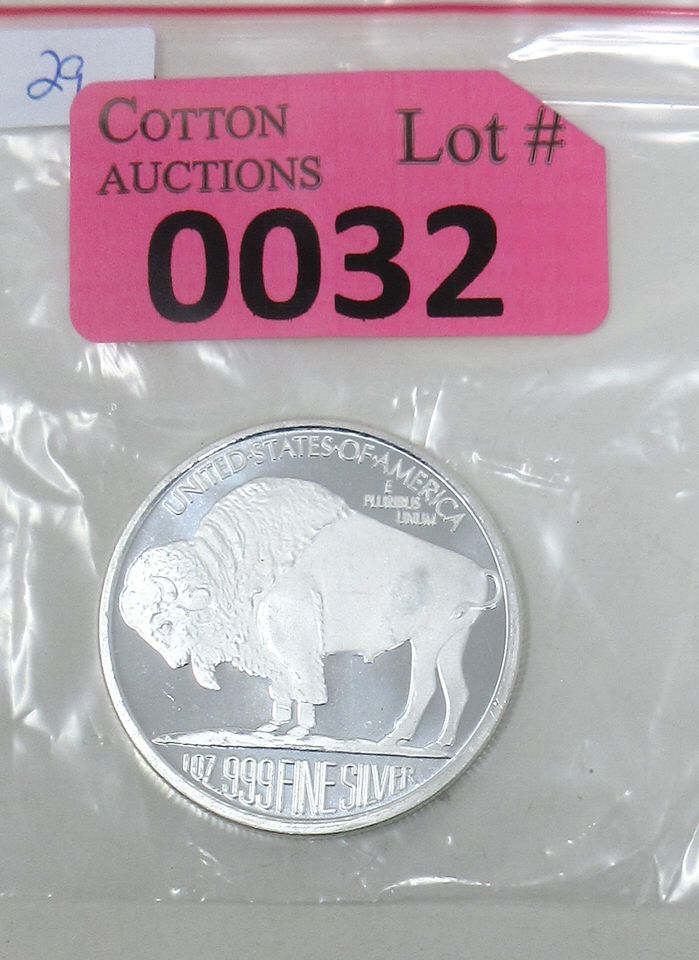 29
COTTON
AUCTIONS
Lot #
0032
UNITED·STATES·OF·AMERICA
E
PLURIBUS
UNUM
1 OZ .999 FINE SILVER